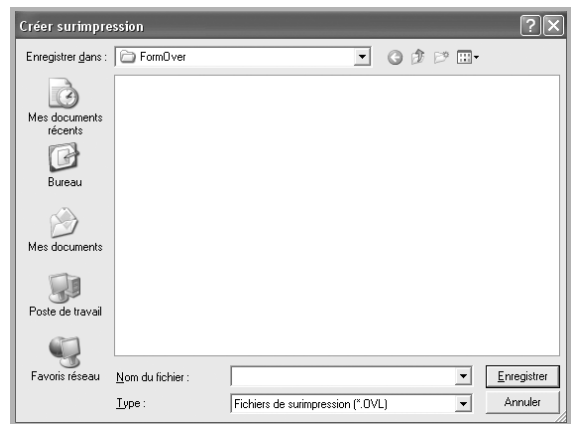 Créer surimpression
Enregistrer dans :
FormOver
Mes documents
récents
Bureau
Mes documents
Poste de travail
Favoris réseau
Nom du fichier :
Enregistrer
Type :
Fichiers de surimpression (*.OVL)
Annuler